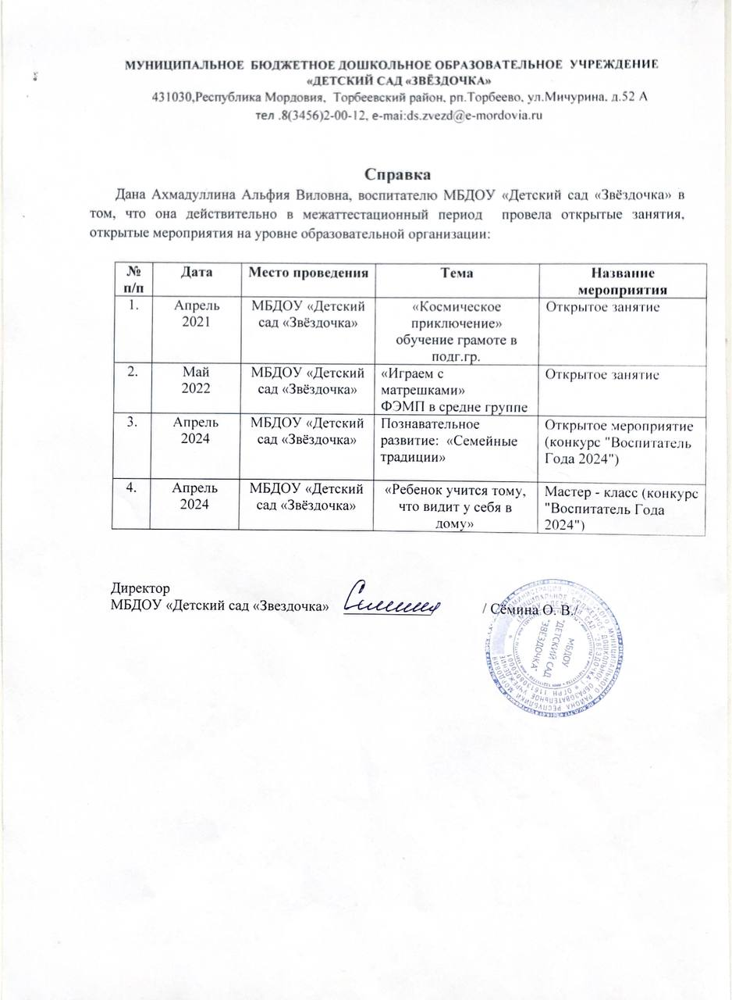 МУНИЦИПАЛЬНОЕ БЮДЖЕТНОЕ ДОШКОЛЬНОЕ ОБРАЗОВАТЕЛЬНОЕ УЧРЕЖДЕНИЕ
«ДЕТСКИЙ САД «ЗВЁЗДОЧКА»
431030,Республика Мордовия, Торбеевский район, рп.Торбеево, ул.Мичурина, д.52 А
тел .8(3456)2-00-12, e-mai:ds.zvezd@e-mordovia.ru
Справка
Дана Ахмадуллина Альфия Виловна, воспитателю МБДОУ «Детский сад «Звёздочка» в
том, что она действительно в межаттестационный период провела открытые занятия,
открытые мероприятия на уровне образовательной организации:
№ п/п Дата Место проведения Тема Название мероприятия
1. Апрель 2021 МБДОУ «Детский сад «Звёздочка» «Космическое приключение» обучение грамоте в подг.гр. Открытое занятие
2. Май 2022 МБДОУ «Детский сад «Звёздочка» «Играем с матрешками» ФЭМП в средне группе Открытое занятие
3. Апрель 2024 МБДОУ «Детский сад «Звёздочка» Познавательное развитие: «Семейные традиции» Открытое мероприятие (конкурс "Воспитатель Года 2024")
4. Апрель 2024 МБДОУ «Детский сад «Звёздочка» «Ребенок учится тому, что видит у себя в дому» Мастер - класс (конкурс "Воспитатель Года 2024")
Директор
МБДОУ «Детский сад «Звездочка» / Сёмина О. В./
МБДОУ
"ДЕТСКИЙ САД
"ЗВЕЗДОЧКА"